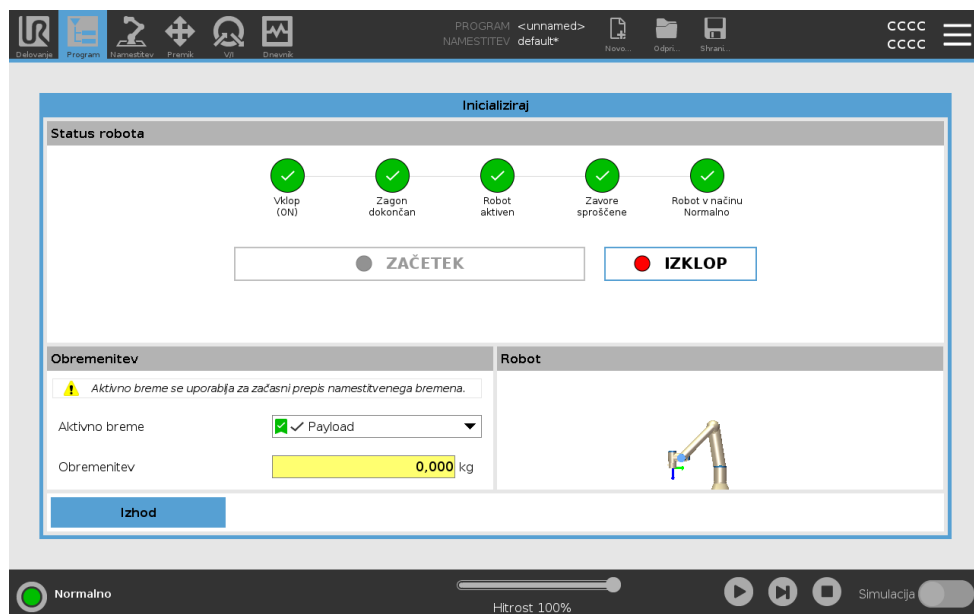 PROGRAM <unnamed>
NAMESTITEV default*
CCCC
CCCC
Delovanje
Program
Namestitev
Premik
V/I
Dnevnik
Novo...
Odpri...
Shrani...
Inicializiraj
Status robota
Vklop
(ON)
Zagon
dokončan
Robot
aktiven
Zavore
sproščene
Robot v načinu
Normalno
ZAČETEK
IZKLOP
Obremenitev
Robot
Aktivno breme se uporablja za začasni prepis namestitvenega bremena.
Aktivno breme
Payload
Obremenitev
0,000 kg
Izhod
Normalno
Hitrost 100%
Simulacija